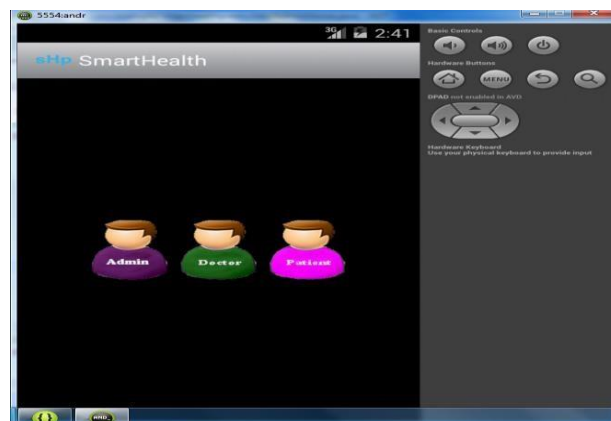 5554:andr
3G 2:41
sHp SmartHealth
Admin Doctor Patient
Basic Controls
Hardware Buttons
MENU
DPAD not enabled in AVD
Hardware Keyboard
Use your physical keyboard to provide input